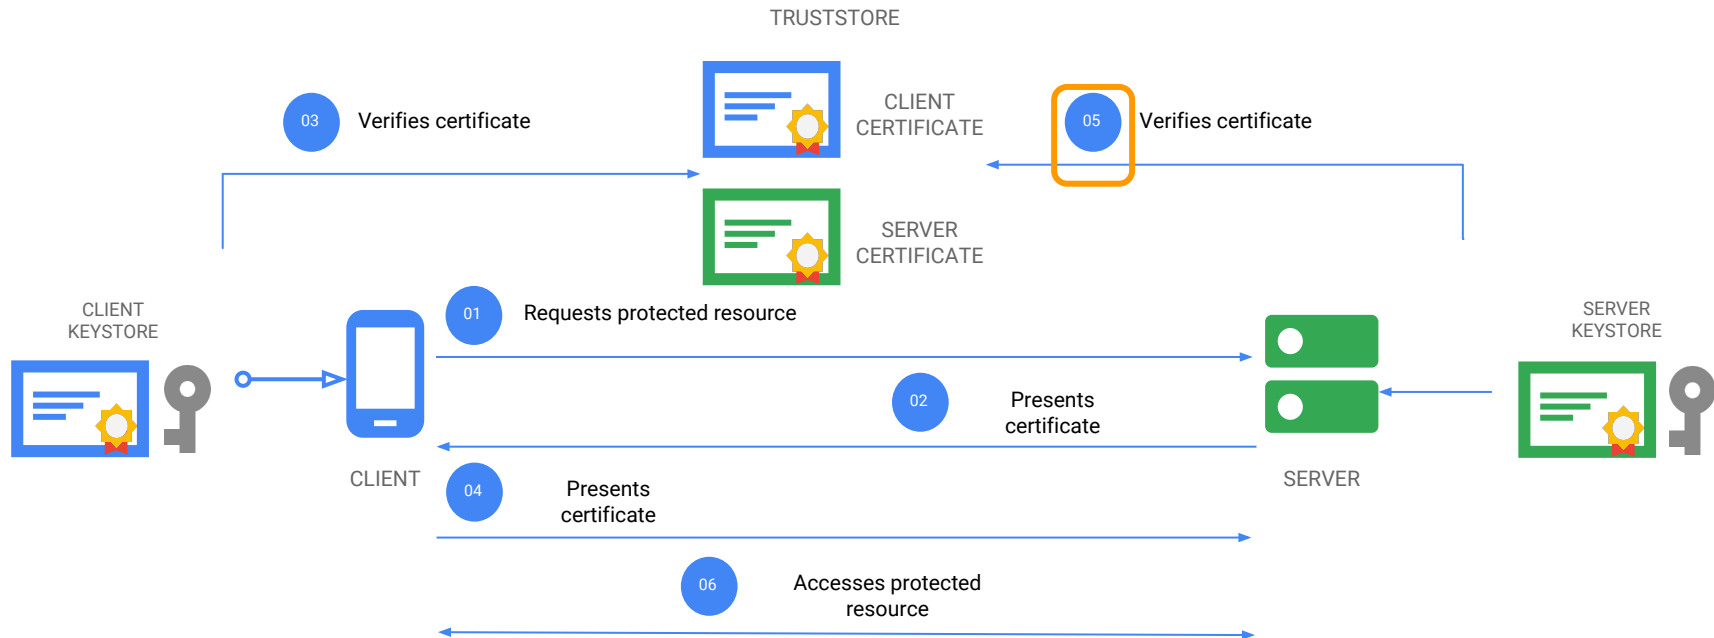 TRUSTSTORE
03
Verifies certificate
CLIENT
CERTIFICATE
05
Verifies certificate
SERVER
CERTIFICATE
CLIENT
KEYSTORE
01
Requests protected resource
SERVER
KEYSTORE
02
Presents
certificate
CLIENT
SERVER
04
Presents
certificate
06
Accesses protected
resource